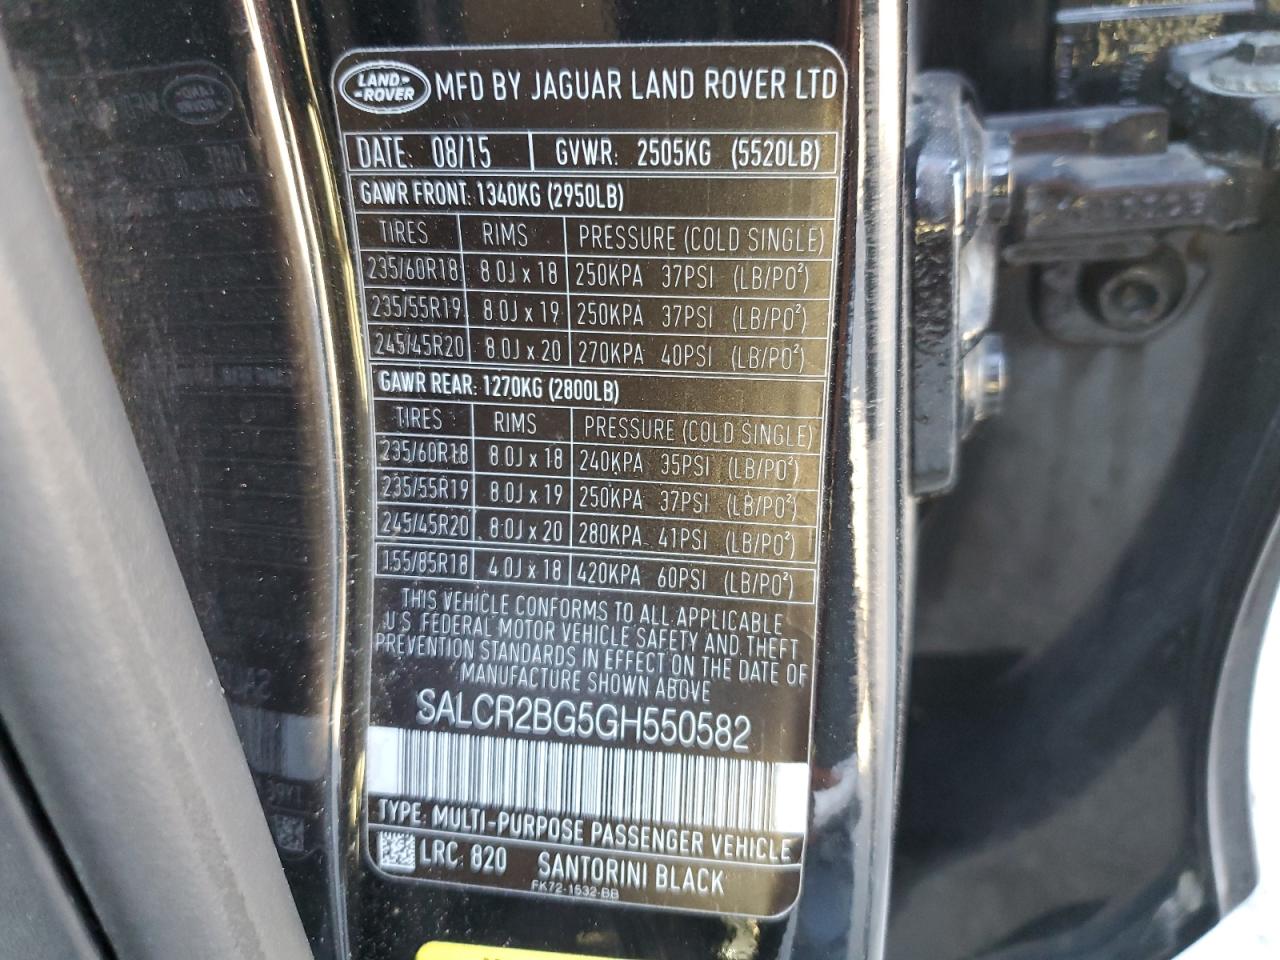 LAND ROVER MFD BY JAGUAR LAND ROVER LTD
DATE: 08/15 GVWR: 2505KG (5520LB)
GAWR FRONT: 1340KG (2950LB)
TIRES RIMS PRESSURE (COLD SINGLE)
235/60R18 8.0J x 18 250KPA 37PSI (LB/PO²)
235/55R19 8.0J x 19 250KPA 37PSI (LB/PO²)
245/45R20 8.0J x 20 270KPA 40PSI (LB/PO²)
GAWR REAR: 1270KG (2800LB)
TIRES RIMS PRESSURE (COLD SINGLE)
235/60R18 8.0J x 18 240KPA 35PSI (LB/PO²)
235/55R19 8.0J x 19 250KPA 37PSI (LB/PO²)
245/45R20 8.0J x 20 280KPA 41PSI (LB/PO²)
155/85R18 4.0J x 18 420KPA 60PSI (LB/PO²)
THIS VEHICLE CONFORMS TO ALL APPLICABLE
U.S FEDERAL MOTOR VEHICLE SAFETY AND THEFT
PREVENTION STANDARDS IN EFFECT ON THE DATE OF
MANUFACTURE SHOWN ABOVE
SALCR2BG5GH550582
TYPE: MULTI-PURPOSE PASSENGER VEHICLE
LRC: 820 SANTORINI BLACK
FK72-1532-BB